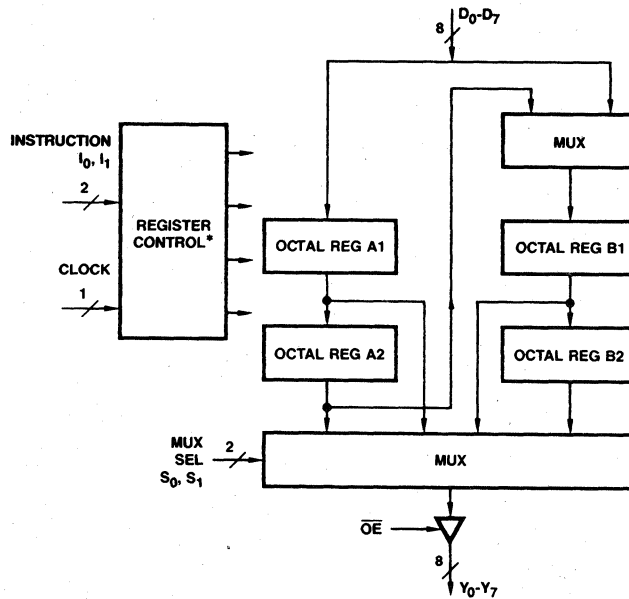 D0-D7
8
INSTRUCTION
I0, I1
2
MUX
REGISTER
CONTROL*
OCTAL REG A1
OCTAL REG B1
CLOCK
1
OCTAL REG A2
OCTAL REG B2
MUX
SEL
S0, S1
2
MUX
OE
8
Y0-Y7